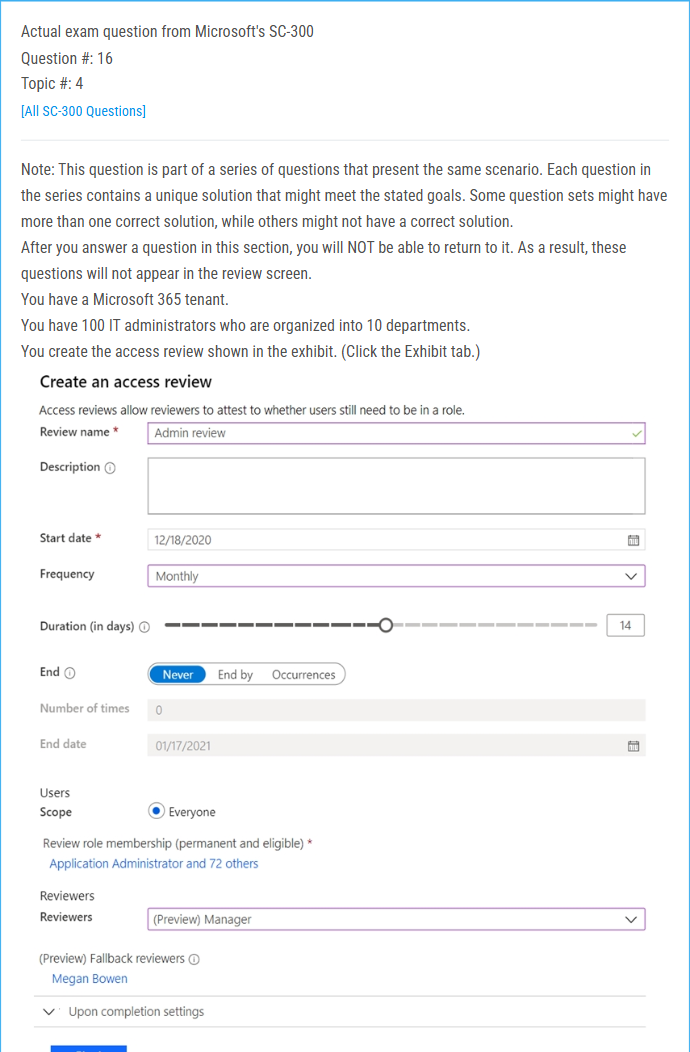 Actual exam question from Microsoft's SC-300
Question #: 16
Topic #: 4
[All SC-300 Questions]
Note: This question is part of a series of questions that present the same scenario. Each question in
the series contains a unique solution that might meet the stated goals. Some question sets might have
more than one correct solution, while others might not have a correct solution.
After you answer a question in this section, you will NOT be able to return to it. As a result, these
questions will not appear in the review screen.
You have a Microsoft 365 tenant.
You have 100 IT administrators who are organized into 10 departments.
You create the access review shown in the exhibit. (Click the Exhibit tab.)
Create an access review
Access reviews allow reviewers to attest to whether users still need to be in a role.
Review name * Admin review
Description
Start date * 12/18/2020
Frequency Monthly
Duration (in days) 14
End Never End by Occurrences
Number of times 0
End date 01/17/2021
Users
Scope Everyone
Review role membership (permanent and eligible) *
Application Administrator and 72 others
Reviewers
Reviewers (Preview) Manager
(Preview) Fallback reviewers
Megan Bowen
Upon completion settings